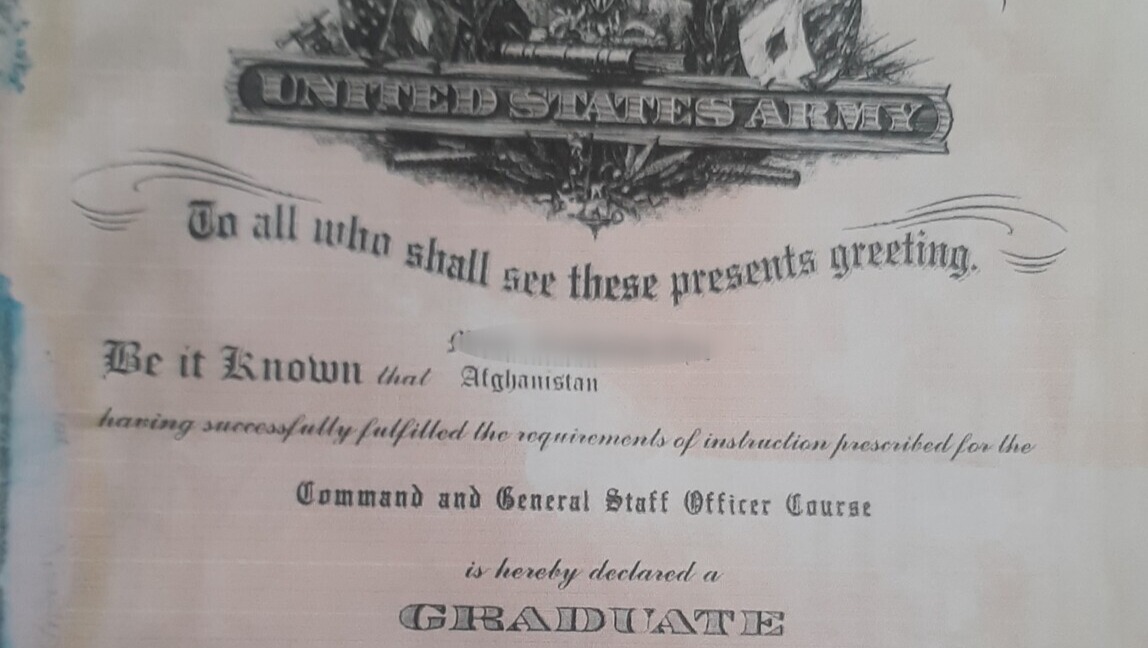 UNITED STATES ARMY
To all who shall see these presents greeting.
Be it Known that
Afghanistan
having successfully fulfilled the requirements of instruction prescribed for the
Command and General Staff Officer Course
is hereby declared a
GRADUATE